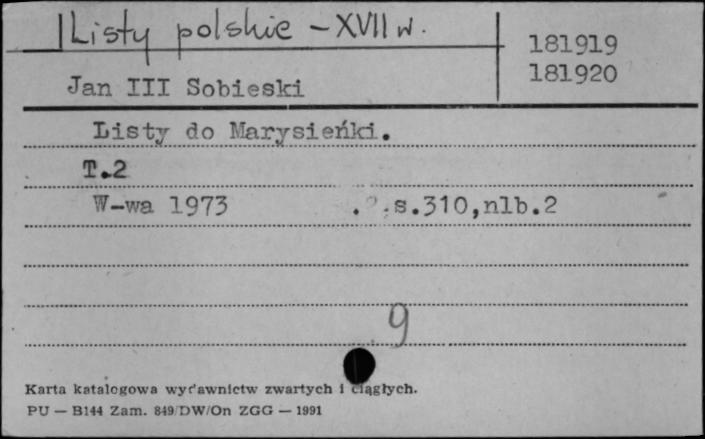 Listy polskie - XVII w.
181919
181920
Jan III Sobieski
Listy do Marysieńki.
T.2
W-wa 1973 . s.310,nlb.2
9
Karta katalogowa wydawnictw zwartych i ciągłych.
PU — B144 Zam. 849/DW/On ZGG — 1991